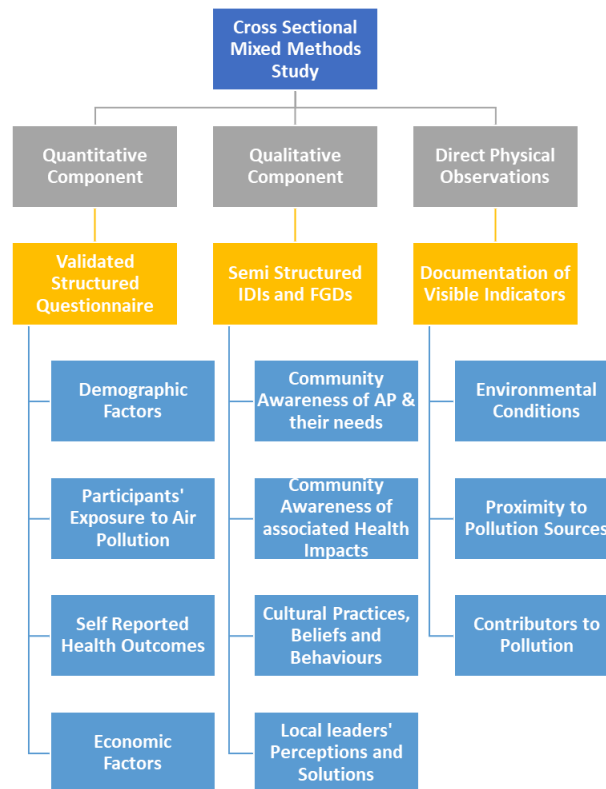 Cross Sectional
Mixed Methods
Study
Quantitative
Component
Qualitative
Component
Direct Physical
Observations
Validated
Structured
Questionnaire
Semi Structured
IDIs and FGDs
Documentation of
Visible Indicators
Demographic
Factors
Participants'
Exposure to Air
Pollution
Self Reported
Health Outcomes
Economic
Factors
Community
Awareness of AP &
their needs
Community
Awareness of
associated Health
Impacts
Cultural Practices,
Beliefs and
Behaviours
Local leaders'
Perceptions and
Solutions
Environmental
Conditions
Proximity to
Pollution Sources
Contributors to
Pollution